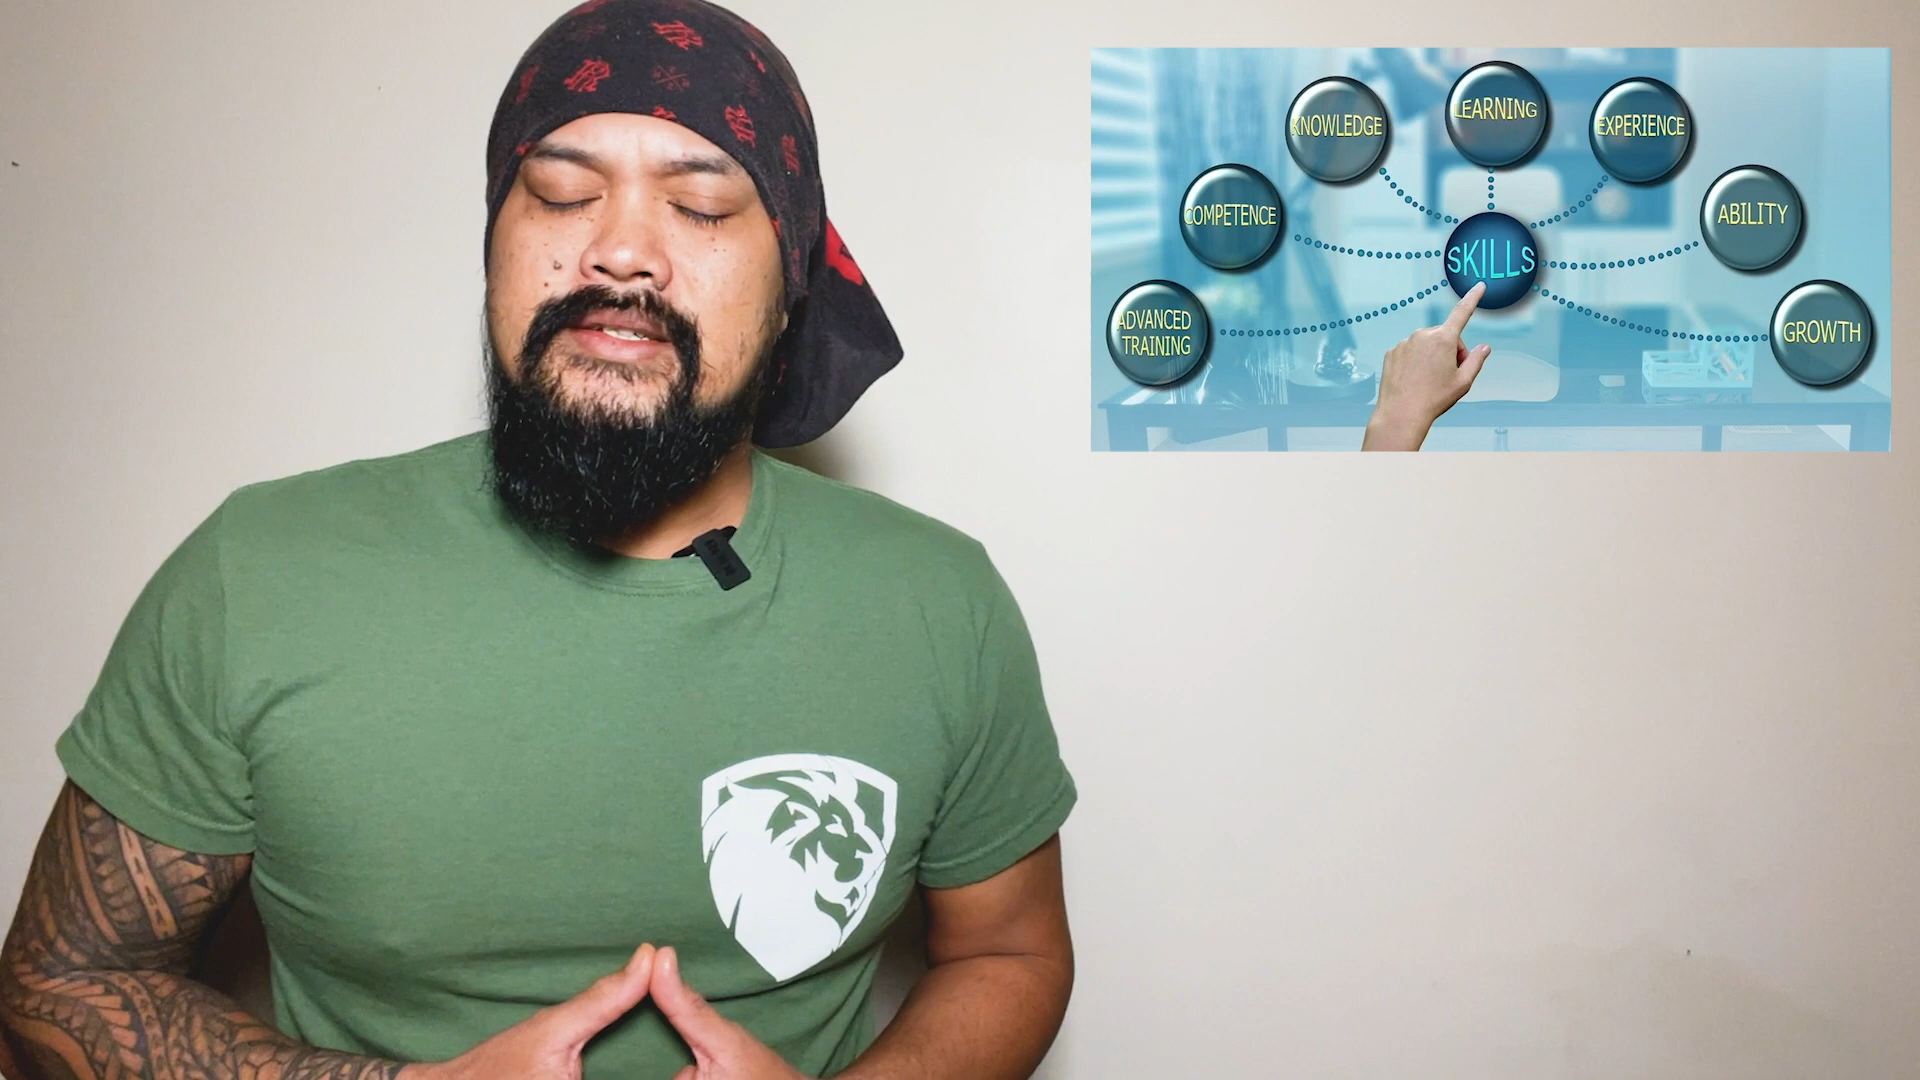 LEARNING
KNOWLEDGE
EXPERIENCE
COMPETENCE
ABILITY
SKILLS
ADVANCED
TRAINING
GROWTH